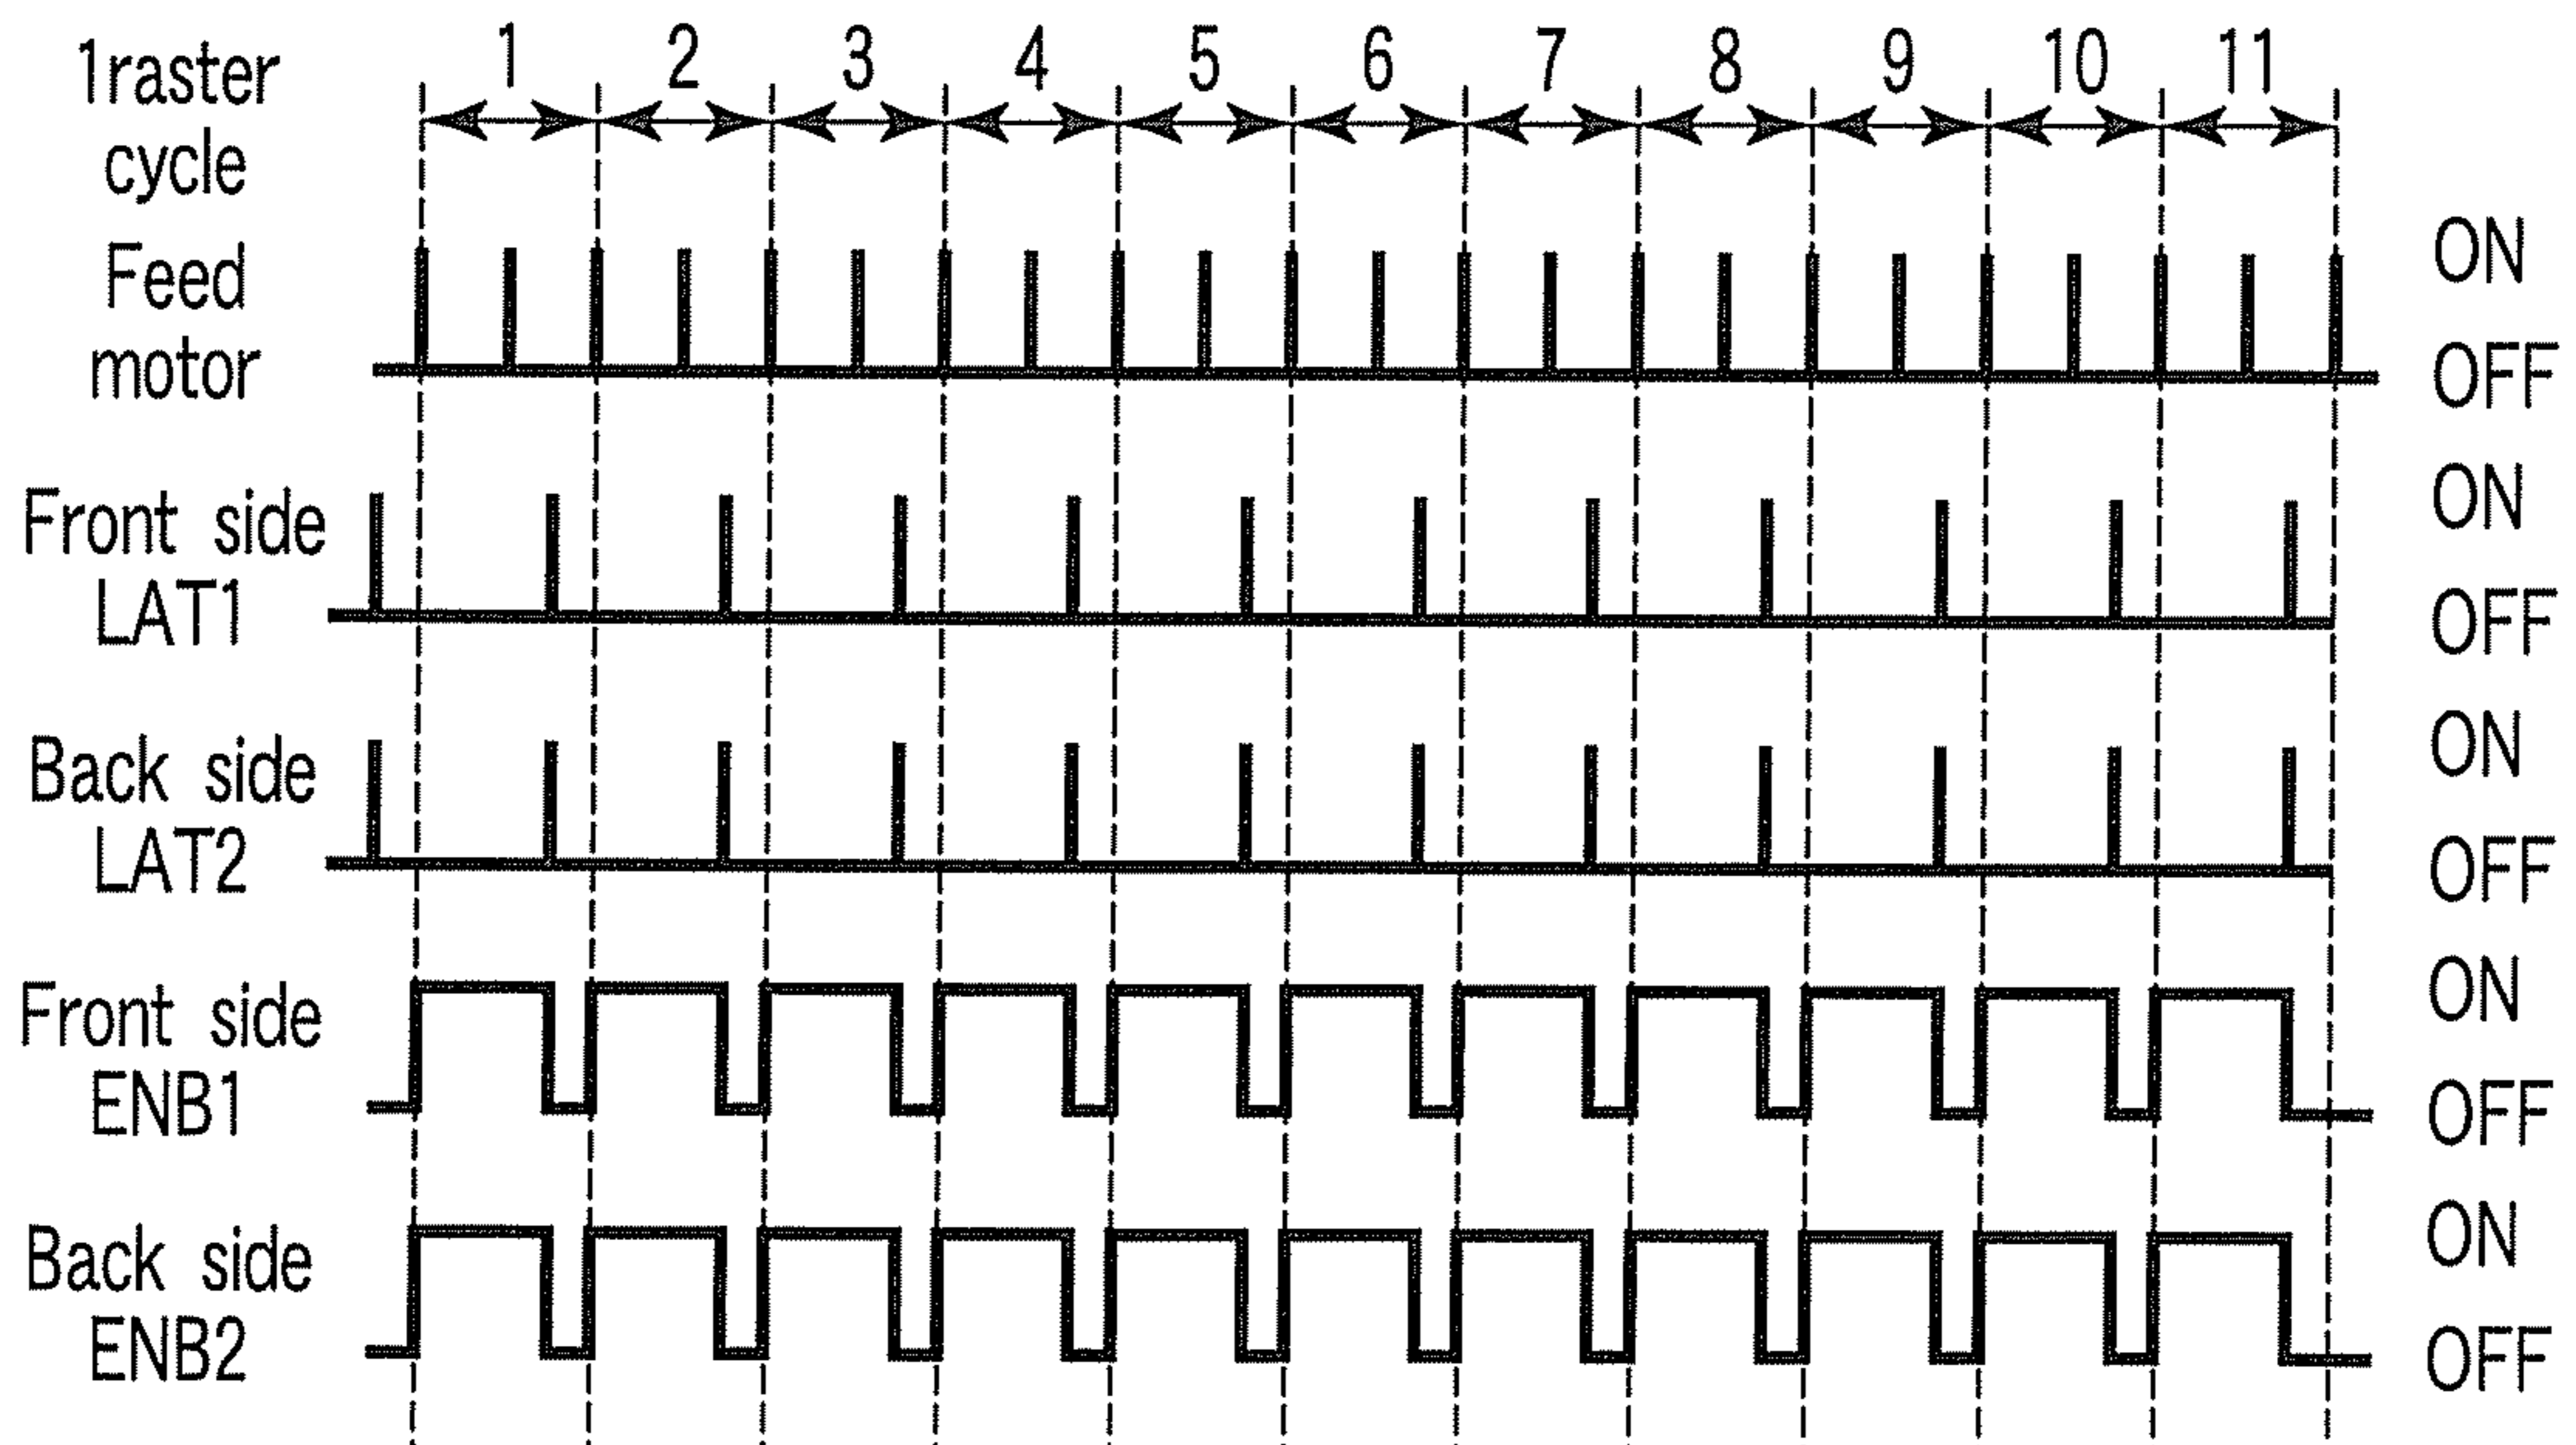 1raster
cycle
1 2 3 4 5 6 7 8 9 10 11
Feed
motor
ON
OFF
Front side
LAT1
ON
OFF
Back side
LAT2
ON
OFF
Front side
ENB1
ON
OFF
Back side
ENB2
ON
OFF